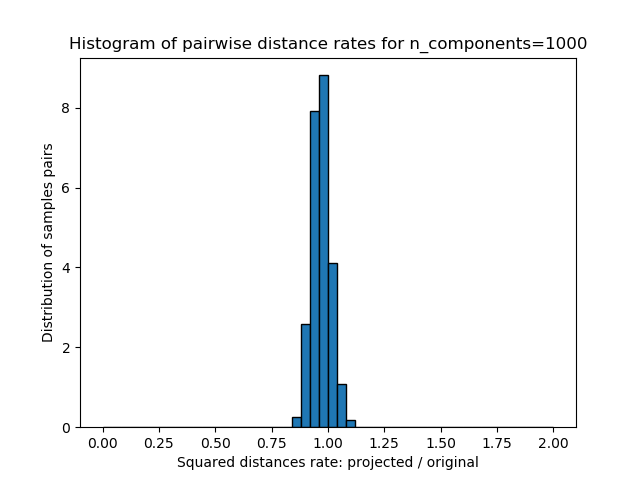 Histogram of pairwise distance rates for n_components=1000
Distribution of samples pairs
8
6
4
2
0
0.00 0.25 0.50 0.75 1.00 1.25 1.50 1.75 2.00
Squared distances rate: projected / original